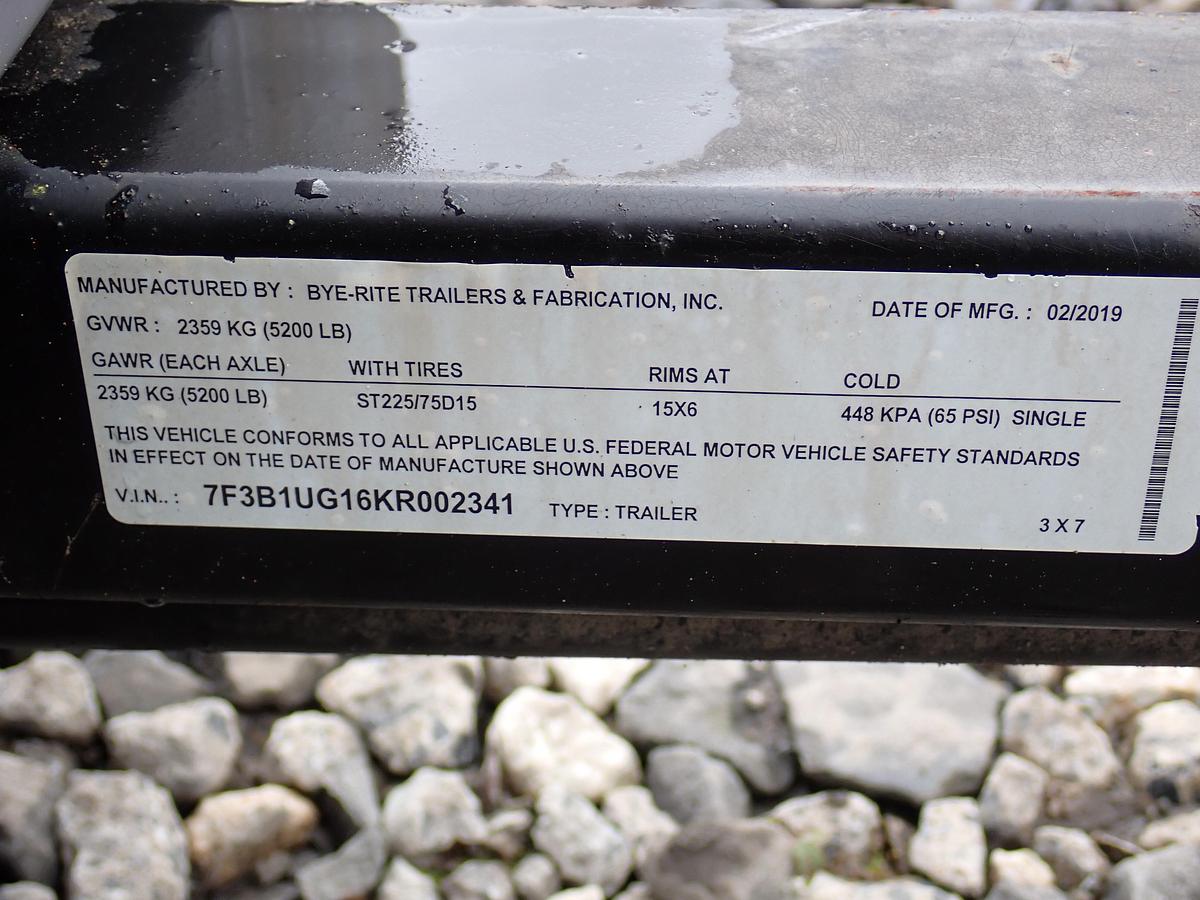 MANUFACTURED BY : BYE-RITE TRAILERS & FABRICATION, INC. DATE OF MFG. : 02/2019
GVWR : 2359 KG (5200 LB)
GAWR (EACH AXLE) WITH TIRES RIMS AT COLD
2359 KG (5200 LB) ST225/75D15 15X6 448 KPA (65 PSI) SINGLE
THIS VEHICLE CONFORMS TO ALL APPLICABLE U.S. FEDERAL MOTOR VEHICLE SAFETY STANDARDS
IN EFFECT ON THE DATE OF MANUFACTURE SHOWN ABOVE
V.I.N.. : 7F3B1UG16KR002341 TYPE : TRAILER 3 X 7